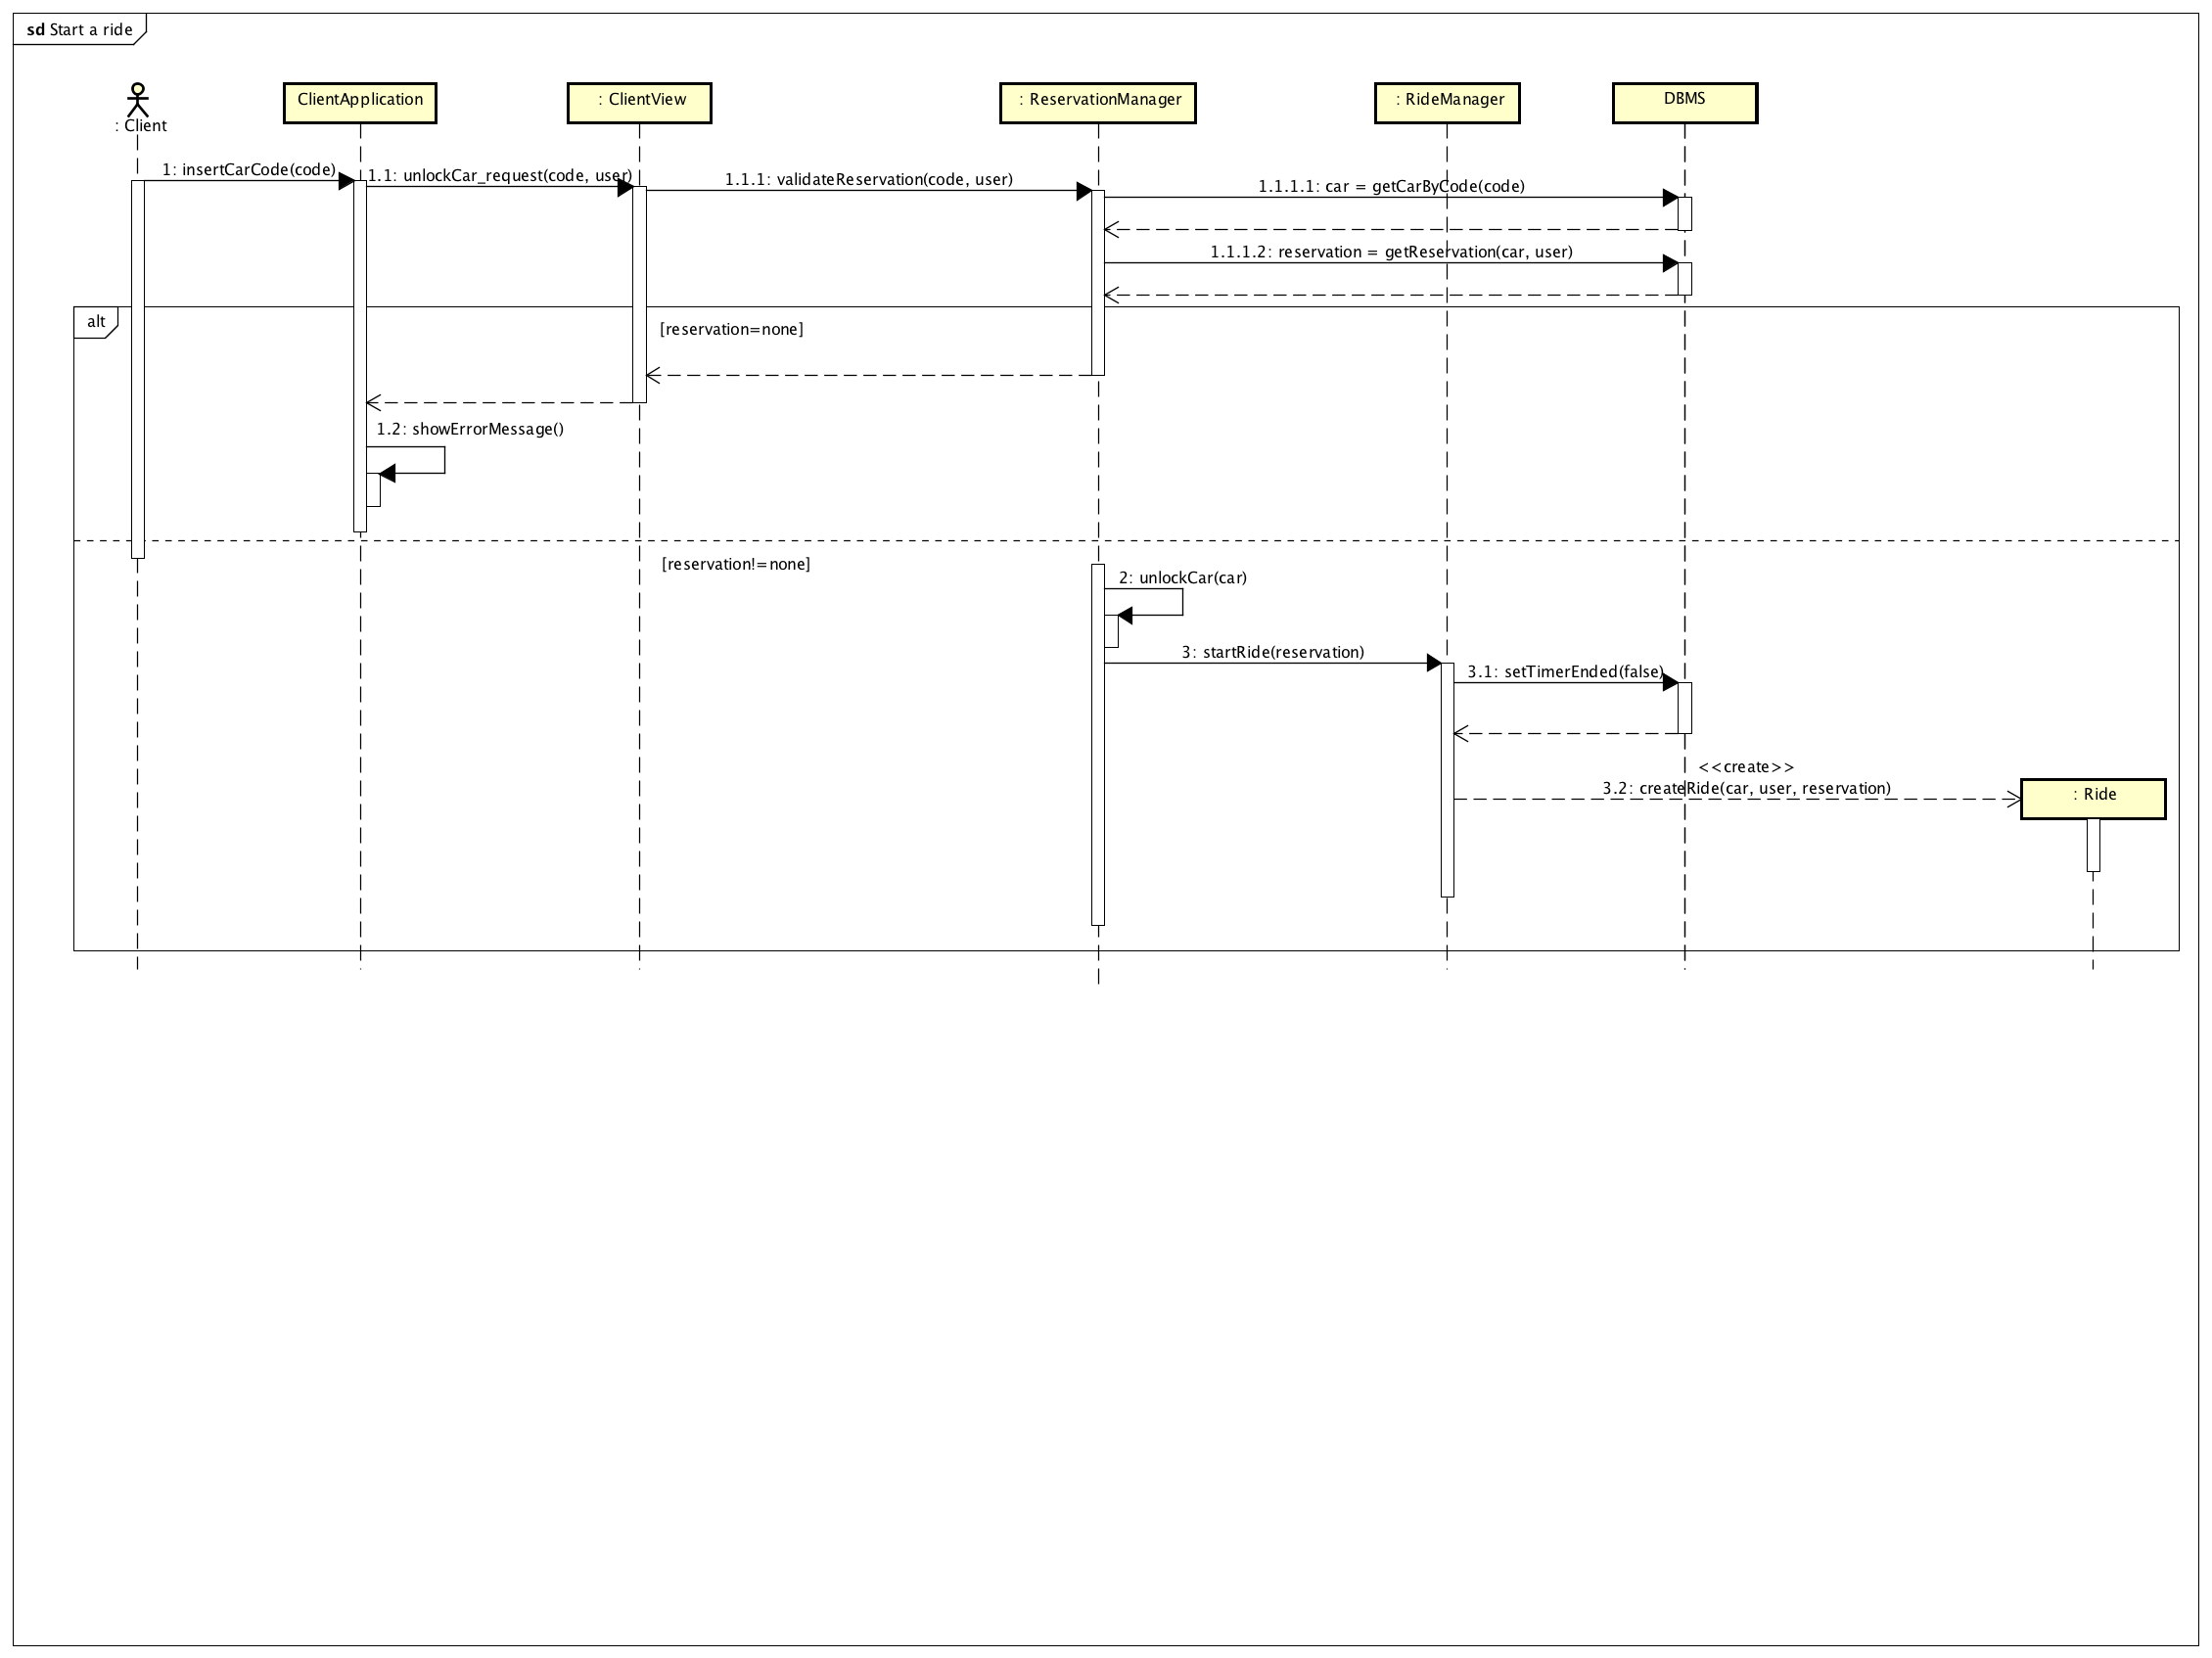 sd Start a ride
: Client
ClientApplication
: ClientView
: ReservationManager
: RideManager
DBMS
1: insertCarCode(code)
1.1: unlockCar_request(code, user)
1.1.1: validateReservation(code, user)
1.1.1.1: car = getCarByCode(code)
1.1.1.2: reservation = getReservation(car, user)
alt
[reservation=none]
1.2: showErrorMessage()
[reservation!=none]
2: unlockCar(car)
3: startRide(reservation)
3.1: setTimerEnded(false)
<<create>>
3.2: createRide(car, user, reservation)
: Ride